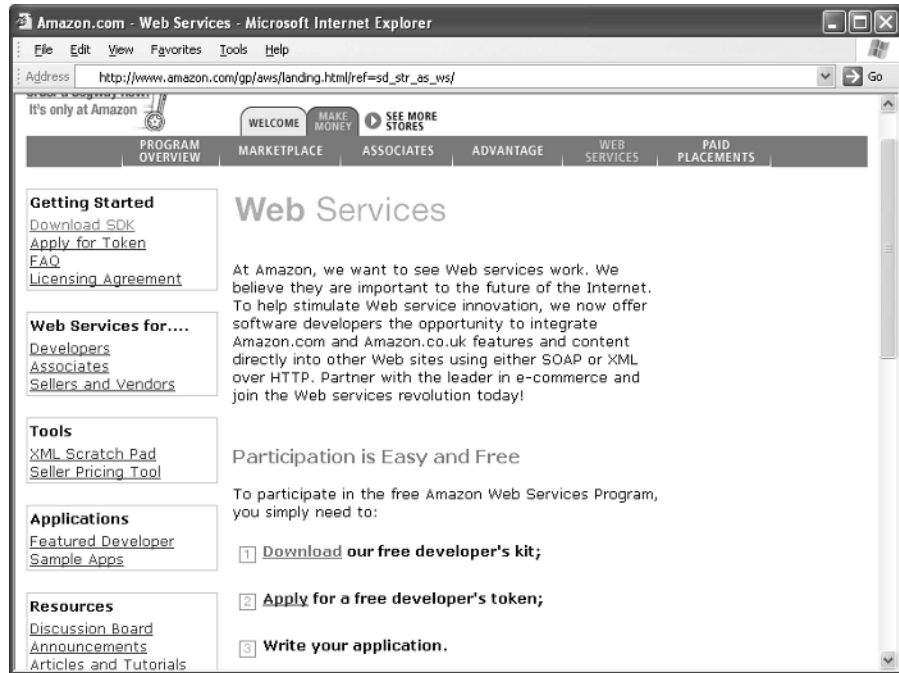 Amazon.com - Web Services - Microsoft Internet Explorer
File Edit View Favorites Tools Help
Address http://www.amazon.com/gp/aws/landing.html/ref=sd_str_as_ws/ Go
It's only at Amazon
WELCOME
MAKE
MONEY
SEE MORE
STORES
PROGRAM
OVERVIEW
MARKETPLACE
ASSOCIATES
ADVANTAGE
WEB
SERVICES
PAID
PLACEMENTS
Getting Started
Download SDK
Apply for Token
FAQ
Licensing Agreement
Web Services for....
Developers
Associates
Sellers and Vendors
Tools
XML Scratch Pad
Seller Pricing Tool
Applications
Featured Developer
Sample Apps
Resources
Discussion Board
Announcements
Articles and Tutorials
Web Services
At Amazon, we want to see Web services work. We
believe they are important to the future of the Internet.
To help stimulate Web service innovation, we now offer
software developers the opportunity to integrate
Amazon.com and Amazon.co.uk features and content
directly into other Web sites using either SOAP or XML
over HTTP. Partner with the leader in e-commerce and
join the Web services revolution today!
Participation is Easy and Free
To participate in the free Amazon Web Services Program,
you simply need to:
1 Download our free developer's kit;
2 Apply for a free developer's token;
3 Write your application.